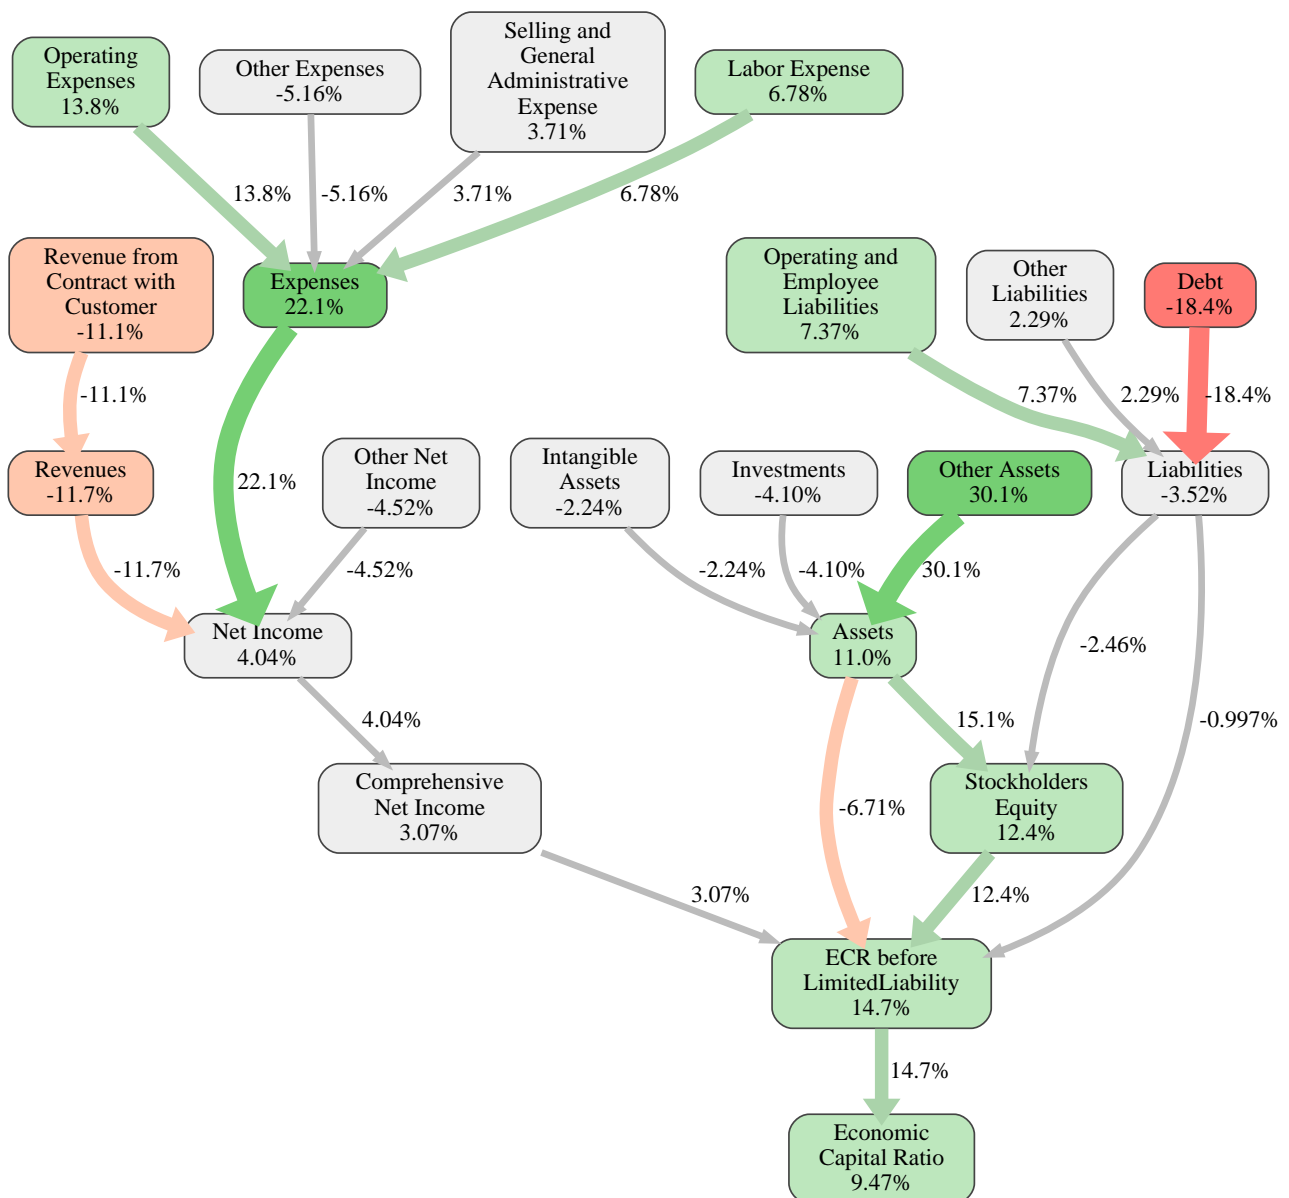 Operating
Expenses
13.8%
Other Expenses
-5.16%
Selling and
General
Administrative
Expense
3.71%
Labor Expense
6.78%
13.8%
-5.16%
3.71%
6.78%
Revenue from
Contract with
Customer
-11.1%
Expenses
22.1%
Operating and
Employee
Liabilities
7.37%
Other
Liabilities
2.29%
Debt
-18.4%
-11.1%
7.37%
2.29%
-18.4%
Revenues
-11.7%
22.1%
Other Net
Income
-4.52%
Intangible
Assets
-2.24%
Investments
-4.10%
Other Assets
30.1%
Liabilities
-3.52%
-11.7%
-4.52%
-2.24%
-4.10%
30.1%
Net Income
4.04%
Assets
11.0%
-2.46%
4.04%
15.1%
-0.997%
Comprehensive
Net Income
3.07%
-6.71%
Stockholders
Equity
12.4%
3.07%
12.4%
ECR before
LimitedLiability
14.7%
14.7%
Economic
Capital Ratio
9.47%